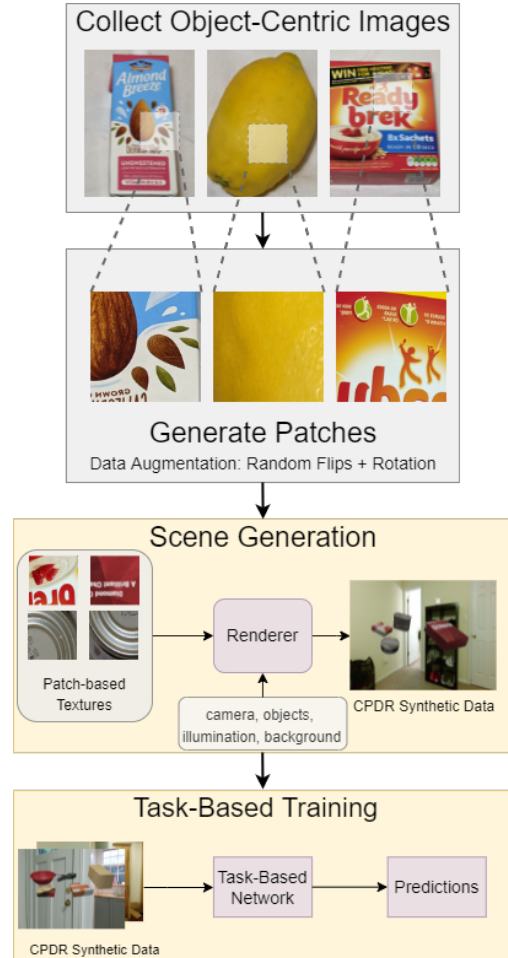 Collect Object-Centric Images
Almond
Breeze
UNSWEETENED
WIN
Ready
brek
8x Sachets
Generate Patches
Data Augmentation: Random Flips + Rotation
Scene Generation
Patch-based
Textures
Renderer
camera, objects,
illumination, background
CPDR Synthetic Data
Task-Based Training
Task-Based
Network
Predictions
CPDR Synthetic Data